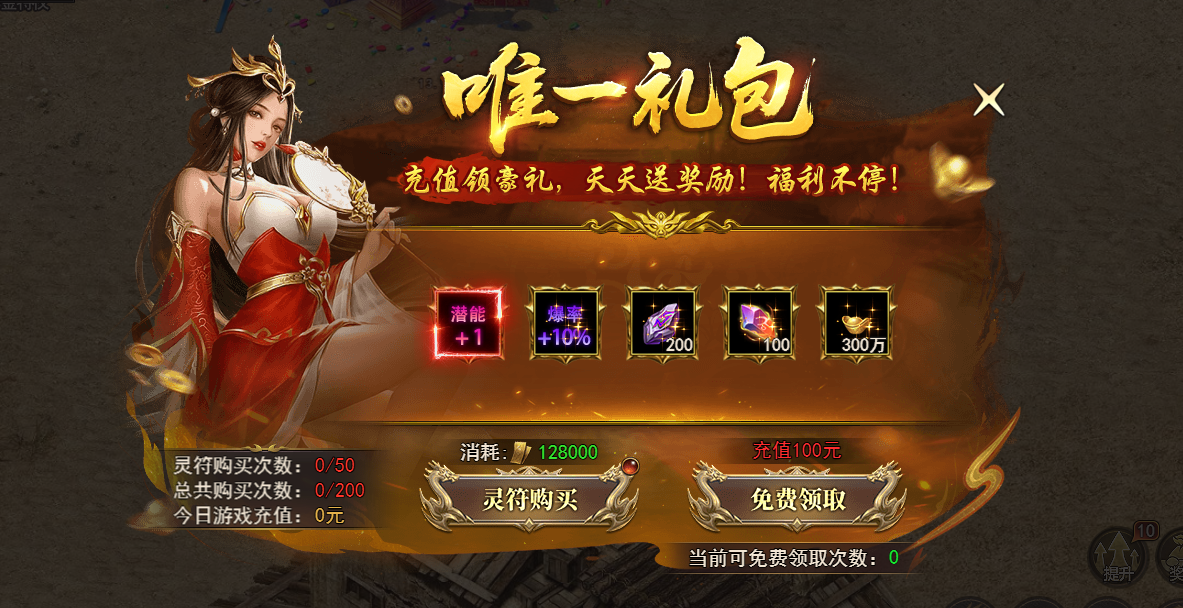 唯一礼包
充值领豪礼，天天送奖励！福利不停！
潜能
+1
爆率
+10%
200
100
300万
消耗: 128000
充值100元
灵符购买次数: 0/50
总共购买次数: 0/200
今日游戏充值: 0元
灵符购买
免费领取
当前可免费领取次数: 0
10
提升
奖